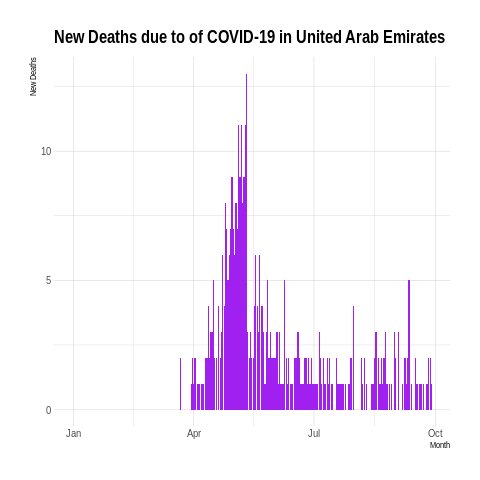 New Deaths due to of COVID-19 in United Arab Emirates
New Deaths
10
5
0
Jan Apr Jul Oct
Month